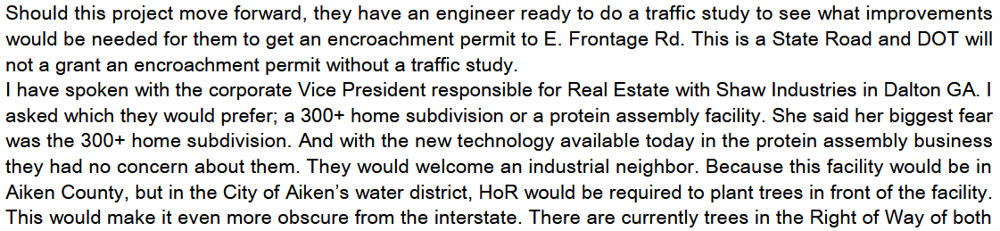 Should this project move forward, they have an engineer ready to do a traffic study to see what improvements
would be needed for them to get an encroachment permit to E. Frontage Rd. This is a State Road and DOT will
not a grant an encroachment permit without a traffic study.
I have spoken with the corporate Vice President responsible for Real Estate with Shaw Industries in Dalton GA. I
asked which they would prefer; a 300+ home subdivision or a protein assembly facility. She said her biggest fear
was the 300+ home subdivision. And with the new technology available today in the protein assembly business
they had no concern about them. They would welcome an industrial neighbor. Because this facility would be in
Aiken County, but in the City of Aiken's water district, HoR would be required to plant trees in front of the facility.
This would make it even more obscure from the interstate. There are currently trees in the Right of Way of both